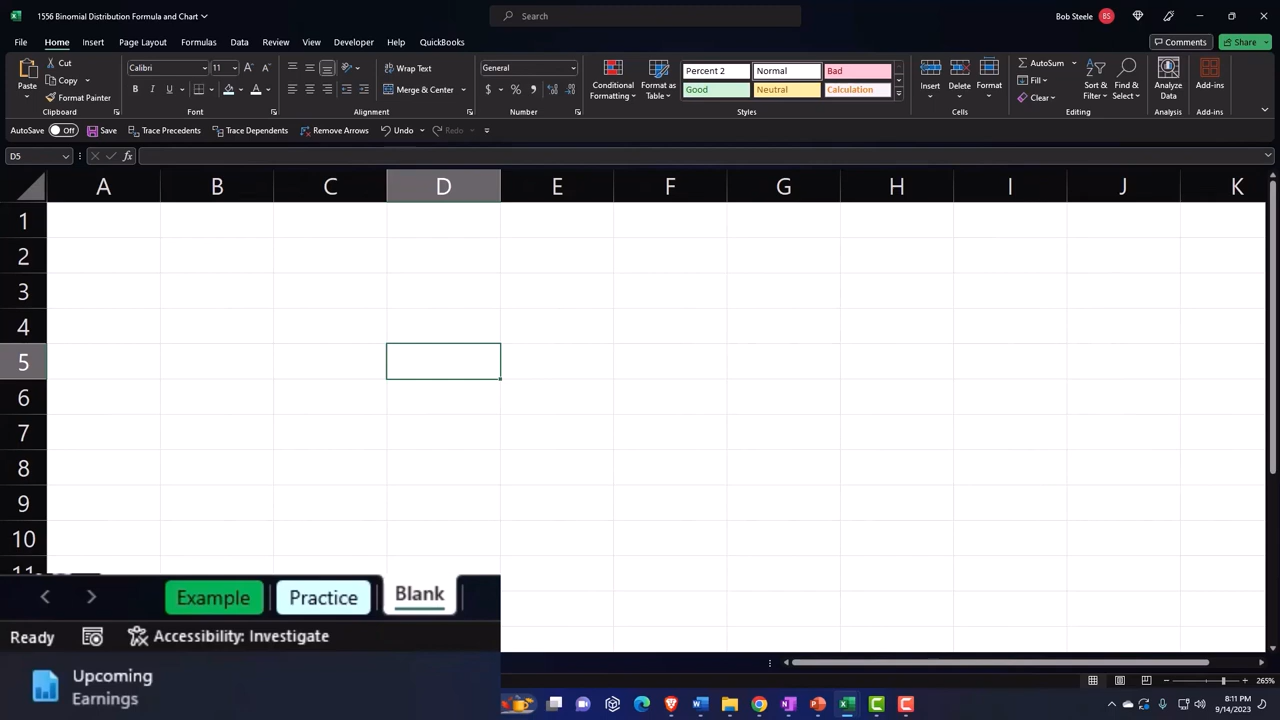 1556 Binomial Distribution Formula and Chart
Search
Bob Steele BS
File Home Insert Page Layout Formulas Data Review View Developer Help QuickBooks
Comments Share
Paste Cut Copy Format Painter Clipboard
Calibri 11 B I U A A A Font
Wrap Text Merge & Center Alignment
General $ % Number
Conditional Formatting Format as Table
Percent 2 Normal Bad
Good Neutral Calculation
Styles
Insert Delete Format Cells
AutoSum Fill Clear Sort & Filter Find & Select Editing
Analyze Data Analysis
Add-ins Add-ins
AutoSave Off Save Trace Precedents Trace Dependents Remove Arrows Undo Redo
D5 fx
A B C D E F G H I J K
1
2
3
4
5
6
7
8
9
10
11
Example Practice Blank
Ready Accessibility: Investigate
265%
Upcoming
Earnings
8:11 PM
9/14/2023